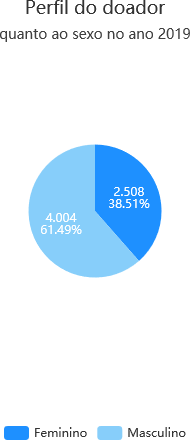 Perfil do doador
quanto ao sexo no ano 2019
2.508
38.51%
4.004
61.49%
Feminino
Masculino